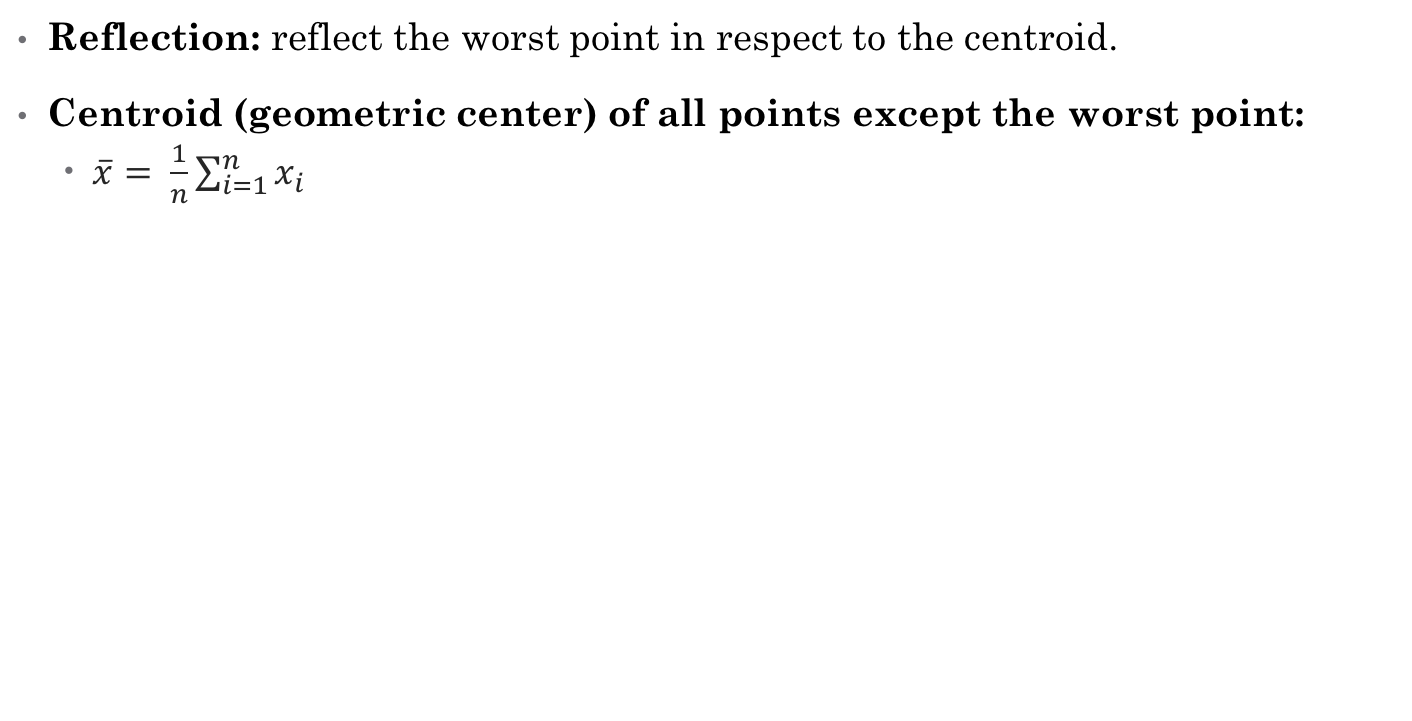 • Reflection: reflect the worst point in respect to the centroid.
• Centroid (geometric center) of all points except the worst point:
• x̄ = 1/n ∑ⁿᵢ₌₁ xᵢ